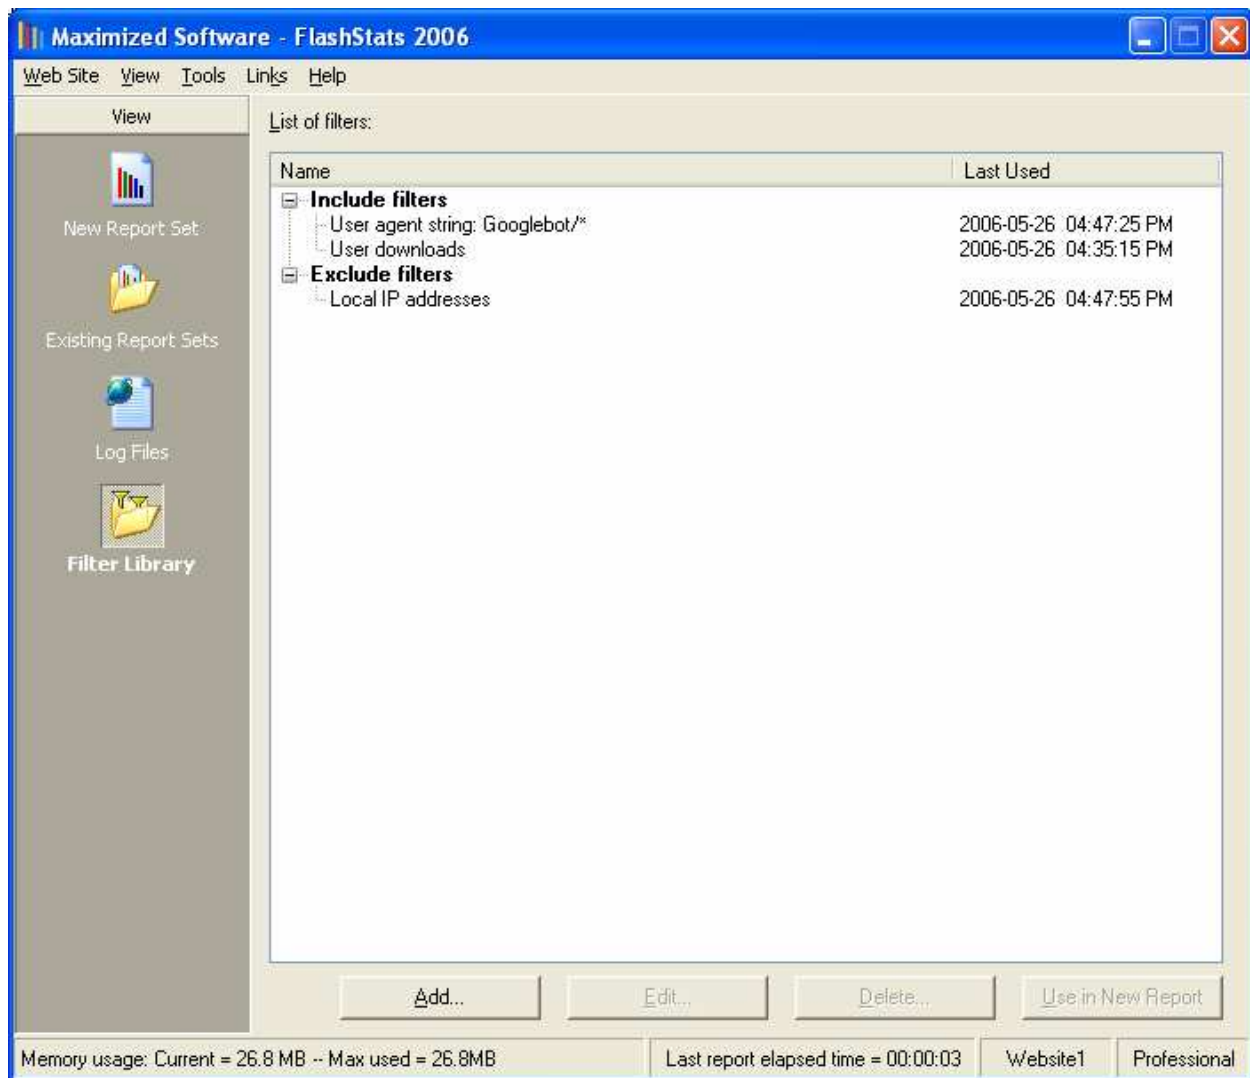 Maximized Software - FlashStats 2006
Web Site View Tools Links Help
View
New Report Set
Existing Report Sets
Log Files
Filter Library
List of filters:
Name Last Used
Include filters
User agent string: Googlebot/* 2006-05-26 04:47:25 PM
User downloads 2006-05-26 04:35:15 PM
Exclude filters
Local IP addresses 2006-05-26 04:47:55 PM
Add... Edit... Delete... Use in New Report
Memory usage: Current = 26.8 MB -- Max used = 26.8MB Last report elapsed time = 00:00:03 Website1 Professional